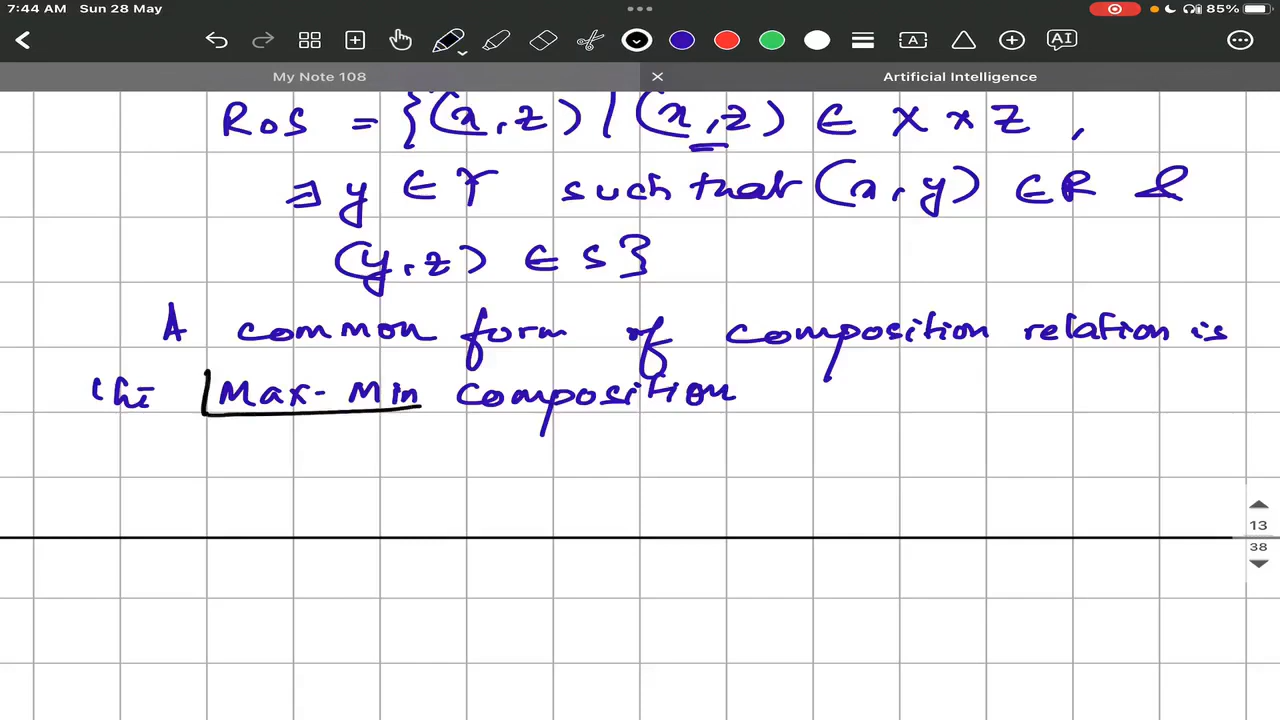 7:44 AM Sun 28 May
85%
AI
My Note 108
Artificial Intelligence
RoS = {(x,z) | (x,z) ∈ X × Z ,
∃ y ∈ Y such that (x,y) ∈ R &
(y,z) ∈ S}
A common form of composition relation is
the Max-Min composition
13
38